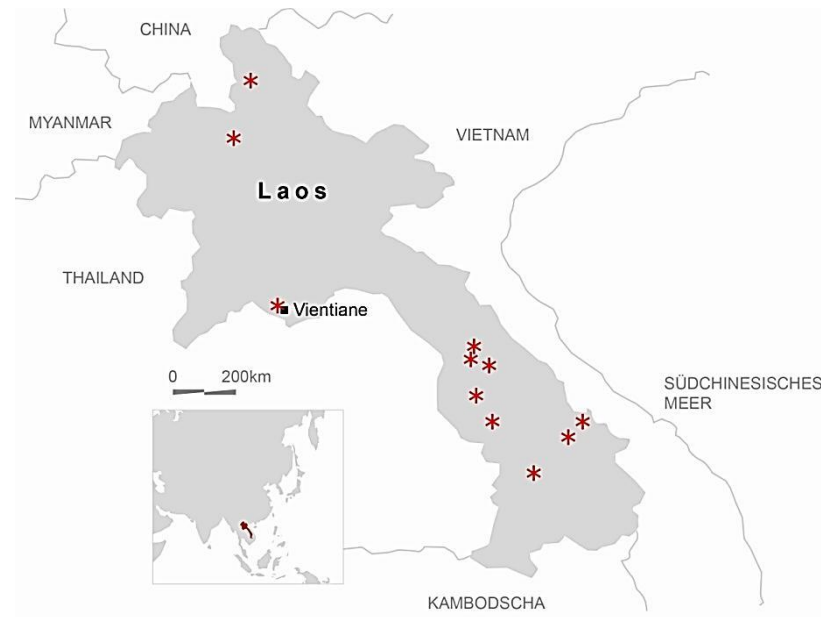 CHINA
MYANMAR
VIETNAM
Laos
THAILAND
Vientiane
0 200km
SÜDCHINESISCHES
MEER
KAMBODSCHA